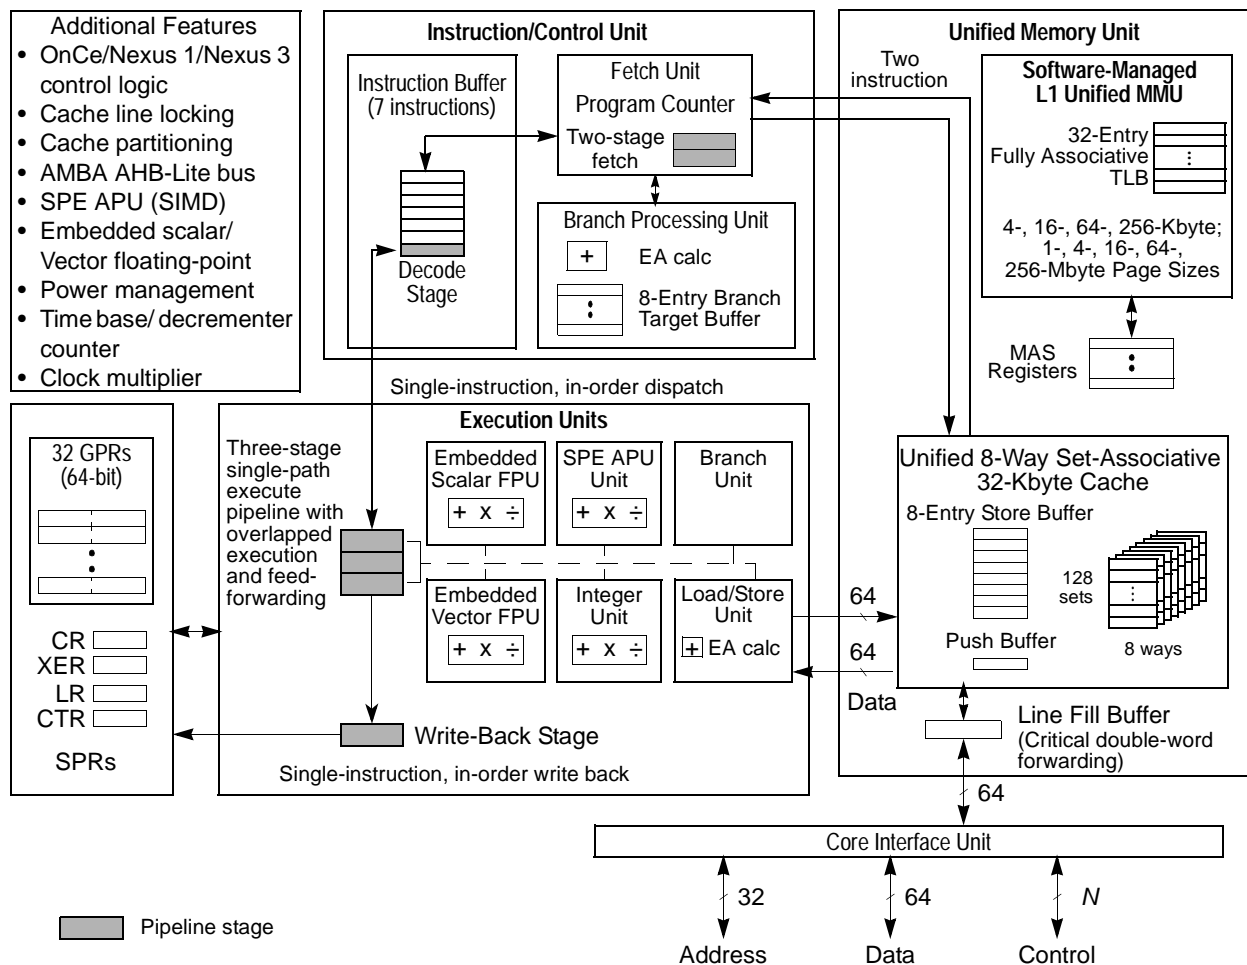 Additional Features
• OnCe/Nexus 1/Nexus 3
control logic
• Cache line locking
• Cache partitioning
• AMBA AHB-Lite bus
• SPE APU (SIMD)
• Embedded scalar/
Vector floating-point
• Power management
• Time base/ decrementer
counter
• Clock multiplier
Instruction/Control Unit
Instruction Buffer
(7 instructions)
Decode
Stage
Fetch Unit
Program Counter
Two-stage
fetch
Branch Processing Unit
+ EA calc
8-Entry Branch
Target Buffer
Unified Memory Unit
Two
instruction
Software-Managed
L1 Unified MMU
32-Entry
Fully Associative
TLB
4-, 16-, 64-, 256-Kbyte;
1-, 4-, 16-, 64-,
256-Mbyte Page Sizes
MAS
Registers
Single-instruction, in-order dispatch
32 GPRs
(64-bit)
CR
XER
LR
CTR
SPRs
Execution Units
Three-stage
single-path
execute
pipeline with
overlapped
execution
and feed-
forwarding
Embedded
Scalar FPU
+ x ÷
SPE APU
Unit
+ x ÷
Branch
Unit
Embedded
Vector FPU
+ x ÷
Integer
Unit
+ x ÷
Load/Store
Unit
+ EA calc
Write-Back Stage
Single-instruction, in-order write back
64
64
Data
Unified 8-Way Set-Associative
32-Kbyte Cache
8-Entry Store Buffer
128
sets
Push Buffer
8 ways
Line Fill Buffer
(Critical double-word
forwarding)
64
Core Interface Unit
32
64
N
Address
Data
Control
Pipeline stage